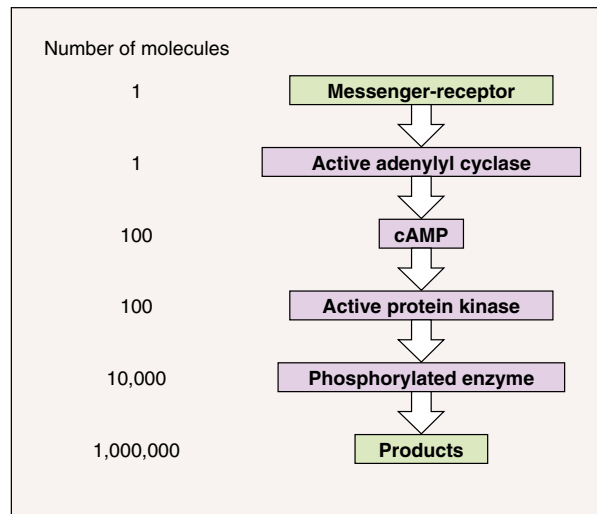 Number of molecules
1 Messenger-receptor
1 Active adenylyl cyclase
100 cAMP
100 Active protein kinase
10,000 Phosphorylated enzyme
1,000,000 Products